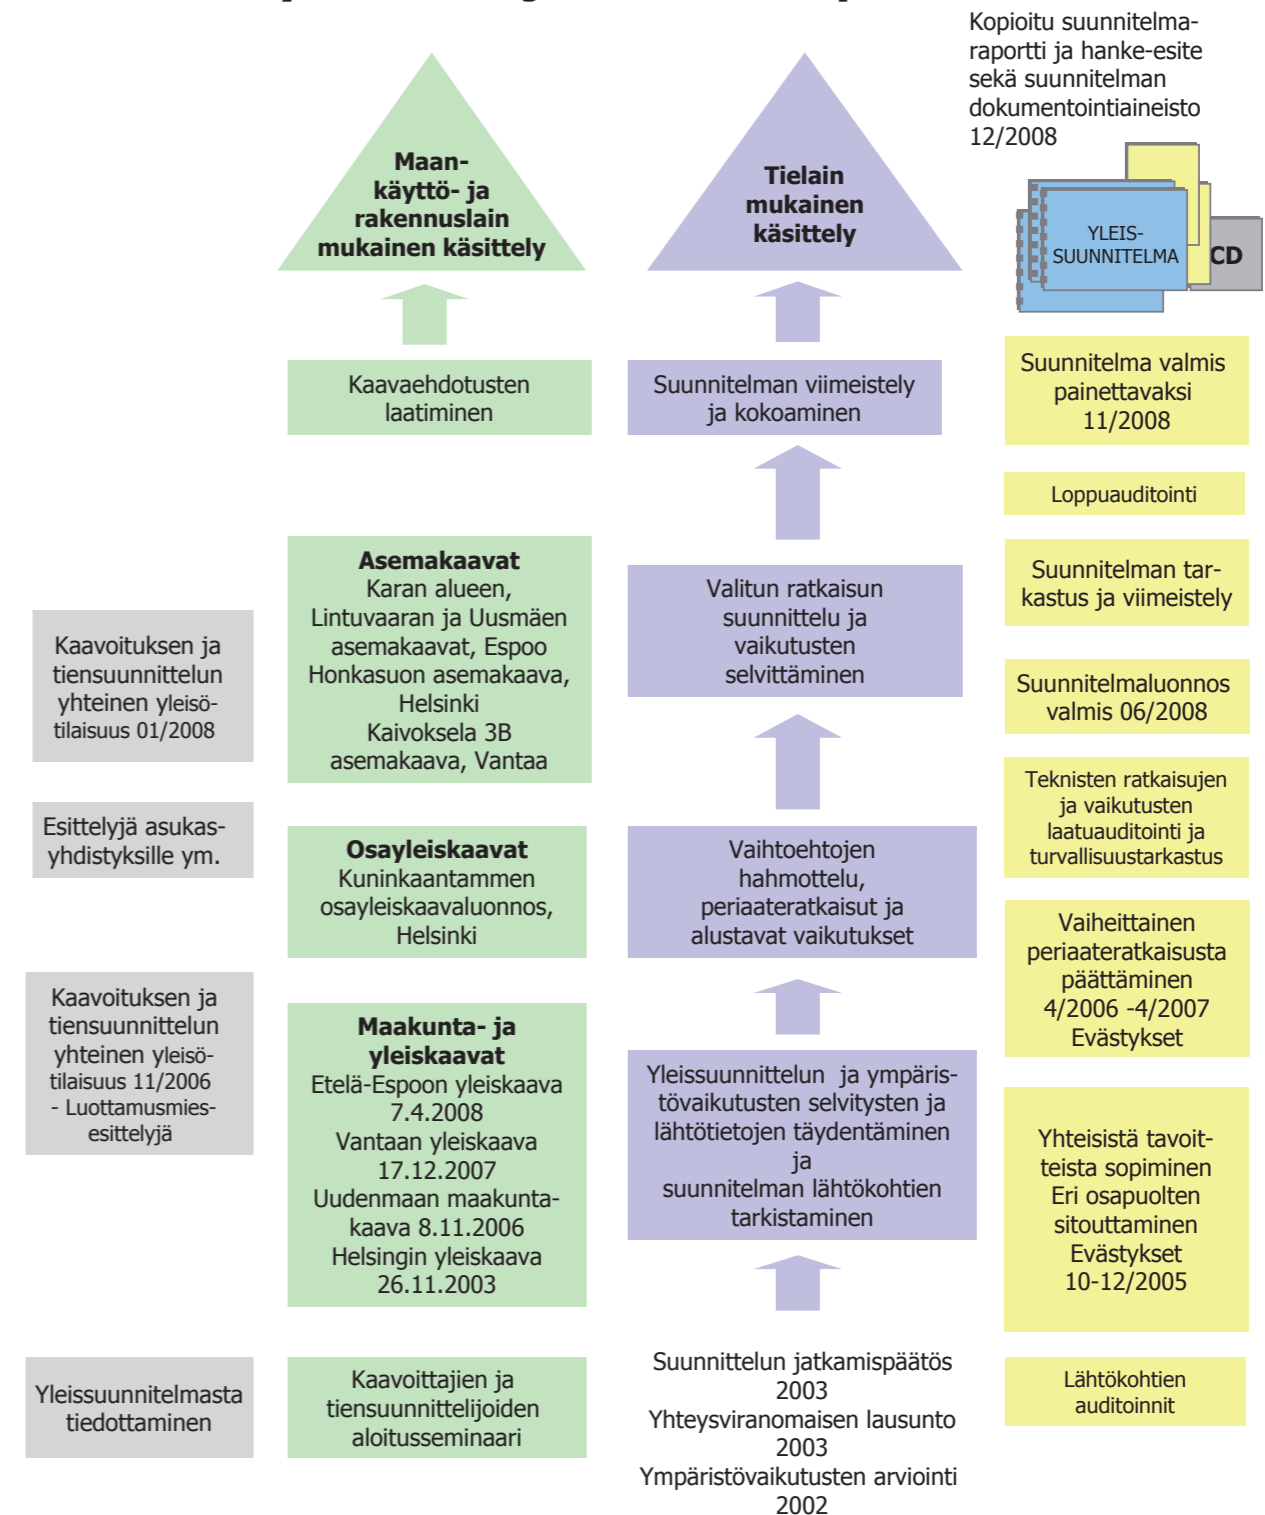 Kopioitu suunnitelma-
raportti ja hanke-esite
sekä suunnitelman
dokumentointiaineisto
12/2008
YLEIS-
SUUNNITELMA
CD
Maan-
käyttö- ja
rakennuslain
mukainen käsittely
Tielain
mukainen
käsittely
Kaavaehdotusten
laatiminen
Suunnitelman viimeistely
ja kokoaminen
Suunnitelma valmis
painettavaksi
11/2008
Loppuauditointi
Kaavoituksen ja
tiensuunnittelun
yhteinen yleisö-
tilaisuus 01/2008
Asemakaavat
Karan alueen,
Lintuvaaran ja Uusmäen
asemakaavat, Espoo
Honkasuon asemakaava,
Helsinki
Kaivoksela 3B
asemakaava, Vantaa
Valitun ratkaisun
suunnittelu ja
vaikutusten
selvittäminen
Suunnitelman tar-
kastus ja viimeistely
Suunnitelmaluonnos
valmis 06/2008
Esittelyjä asukas-
yhdistyksille ym.
Osayleiskaavat
Kuninkaantammen
osayleiskaavaluonnos,
Helsinki
Vaihtoehtojen
hahmottelu,
periaateratkaisut ja
alustavat vaikutukset
Teknisten ratkaisujen
ja vaikutusten
laatuauditointi ja
turvallisuustarkastus
Vaiheittainen
periaateratkaisusta
päättäminen
4/2006 -4/2007
Evästykset
Kaavoituksen ja
tiensuunnittelun
yhteinen yleisö-
tilaisuus 11/2006
- Luottamusmies-
esittelyjä
Maakunta- ja
yleiskaavat
Etelä-Espoon yleiskaava
7.4.2008
Vantaan yleiskaava
17.12.2007
Uudenmaan maakunta-
kaava 8.11.2006
Helsingin yleiskaava
26.11.2003
Yleissuunnittelun ja ympäris-
tövaikutusten selvitysten ja
lähtötietojen täydentäminen
ja
suunnitelman lähtökohtien
tarkistaminen
Yhteisistä tavoit-
teista sopiminen
Eri osapuolten
sitouttaminen
Evästykset
10-12/2005
Yleissuunnitelmasta
tiedottaminen
Kaavoittajien ja
tiensuunnittelijoiden
aloitusseminaari
Suunnittelun jatkamispäätös
2003
Yhteysviranomaisen lausunto
2003
Ympäristövaikutusten arviointi
2002
Lähtökohtien
auditoinnit